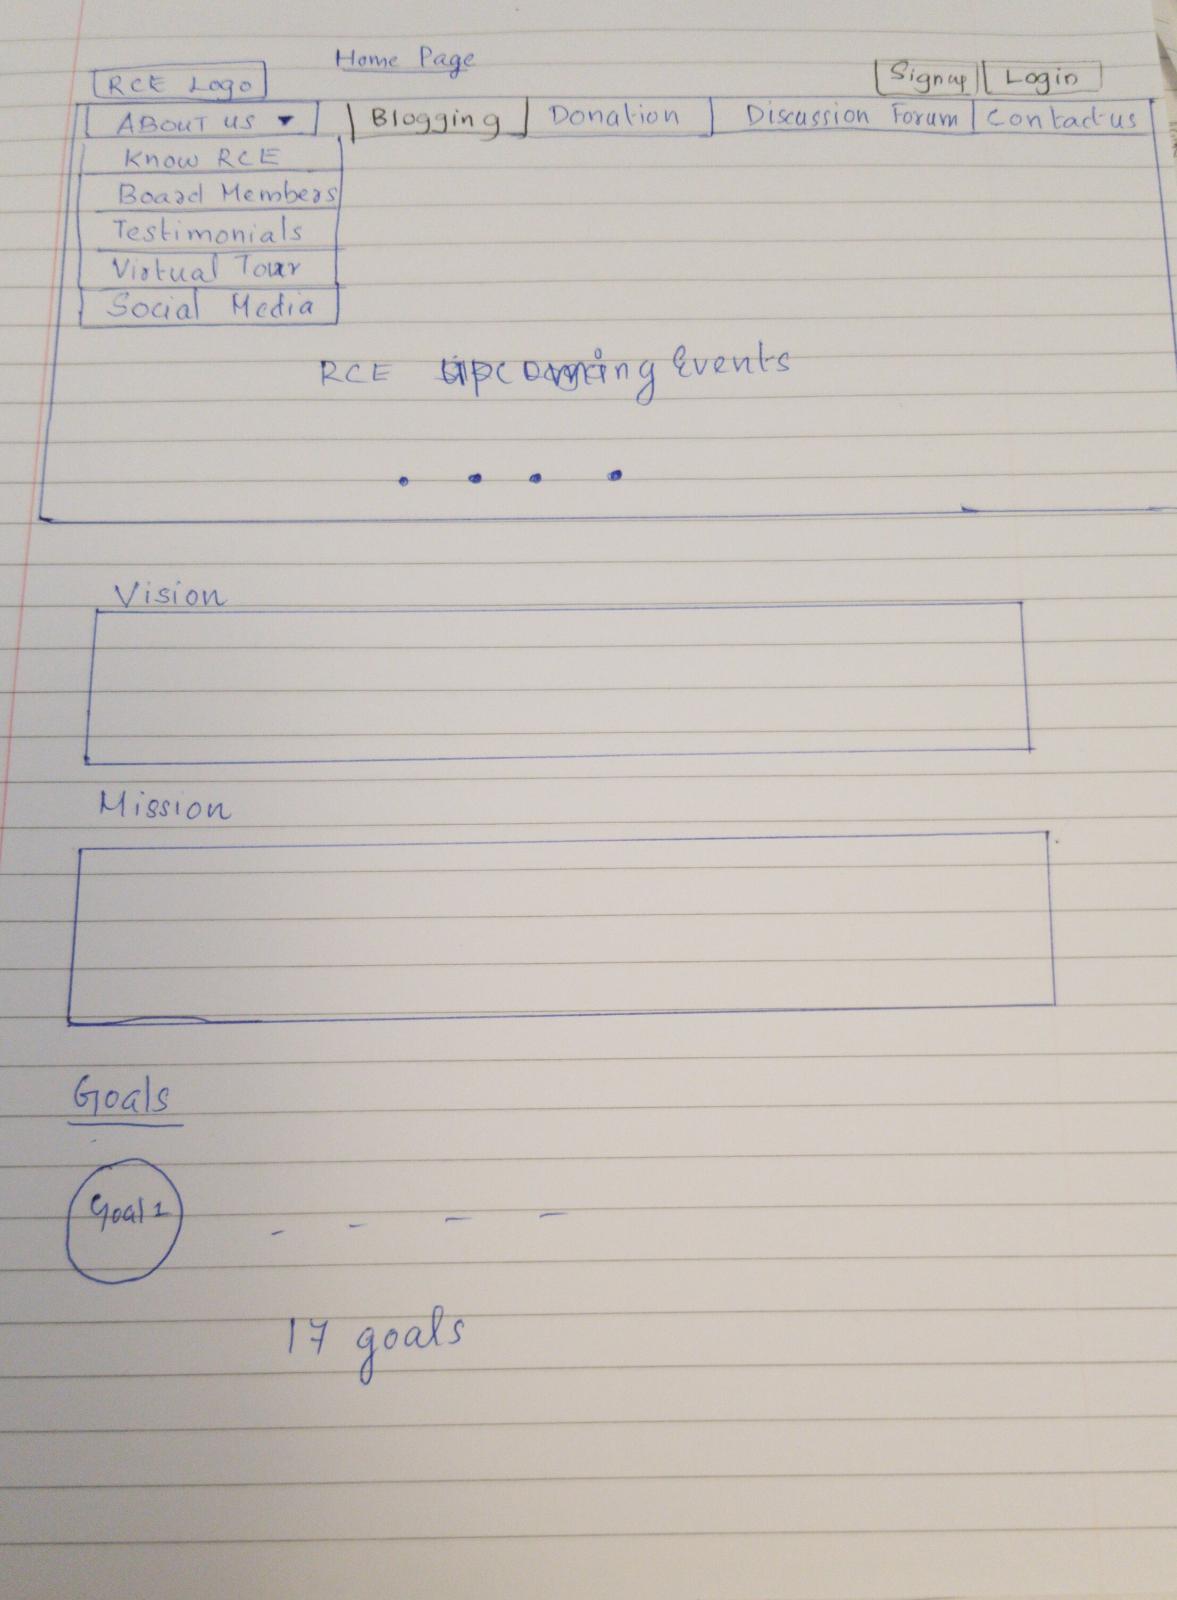 Home Page
RCE Logo
Signup Login
ABOUT US Blogging Donation Discussion Forum Contact us
Know RCE
Board Members
Testimonials
Virtual Tour
Social Media
RCE Upcoming Events
Vision
Mission
Goals
Goal 1
17 goals